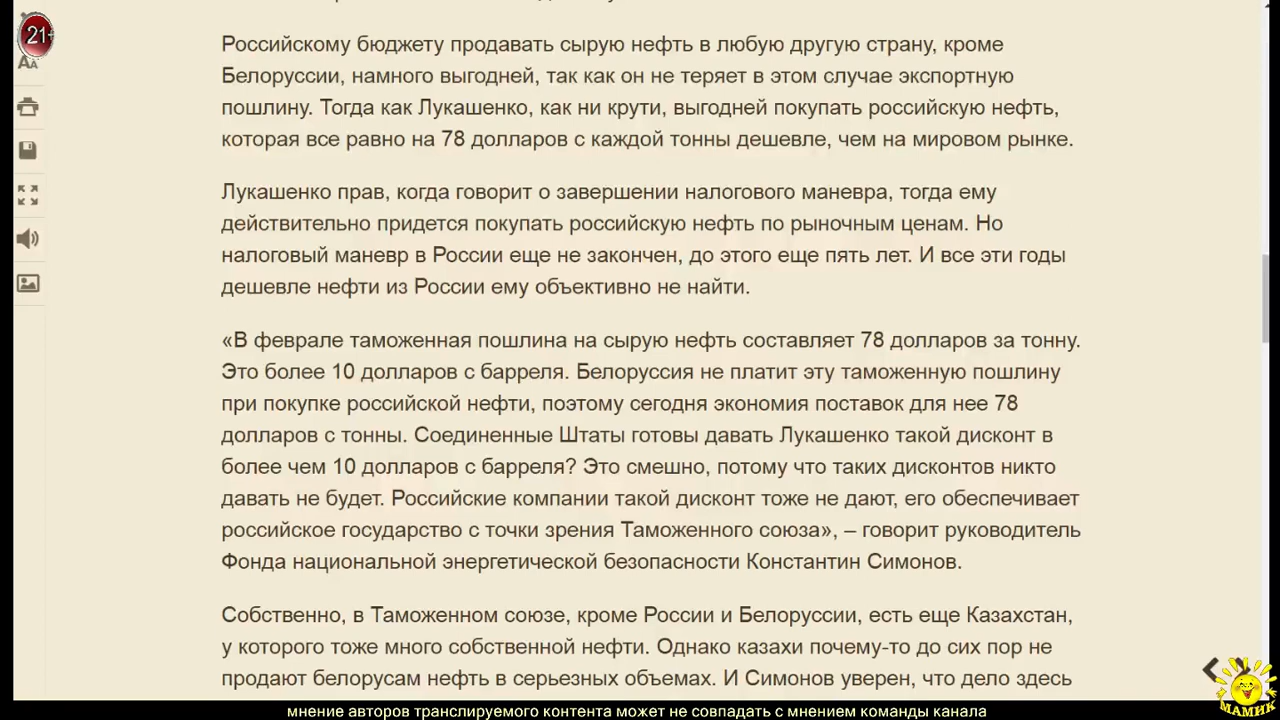 21+
Aᴀ
Российскому бюджету продавать сырую нефть в любую другую страну, кроме
Белоруссии, намного выгодней, так как он не теряет в этом случае экспортную
пошлину. Тогда как Лукашенко, как ни крути, выгодней покупать российскую нефть,
которая все равно на 78 долларов с каждой тонны дешевле, чем на мировом рынке.
Лукашенко прав, когда говорит о завершении налогового маневра, тогда ему
действительно придется покупать российскую нефть по рыночным ценам. Но
налоговый маневр в России еще не закончен, до этого еще пять лет. И все эти годы
дешевле нефти из России ему объективно не найти.
«В феврале таможенная пошлина на сырую нефть составляет 78 долларов за тонну.
Это более 10 долларов с барреля. Белоруссия не платит эту таможенную пошлину
при покупке российской нефти, поэтому сегодня экономия поставок для нее 78
долларов с тонны. Соединенные Штаты готовы давать Лукашенко такой дисконт в
более чем 10 долларов с барреля? Это смешно, потому что таких дисконтов никто
давать не будет. Российские компании такой дисконт тоже не дают, его обеспечивает
российское государство с точки зрения Таможенного союза», – говорит руководитель
Фонда национальной энергетической безопасности Константин Симонов.
Собственно, в Таможенном союзе, кроме России и Белоруссии, есть еще Казахстан,
у которого тоже много собственной нефти. Однако казахи почему-то до сих пор не
продают белорусам нефть в серьезных объемах. И Симонов уверен, что дело здесь
МАМИК
мнение авторов транслируемого контента может не совпадать с мнением команды канала